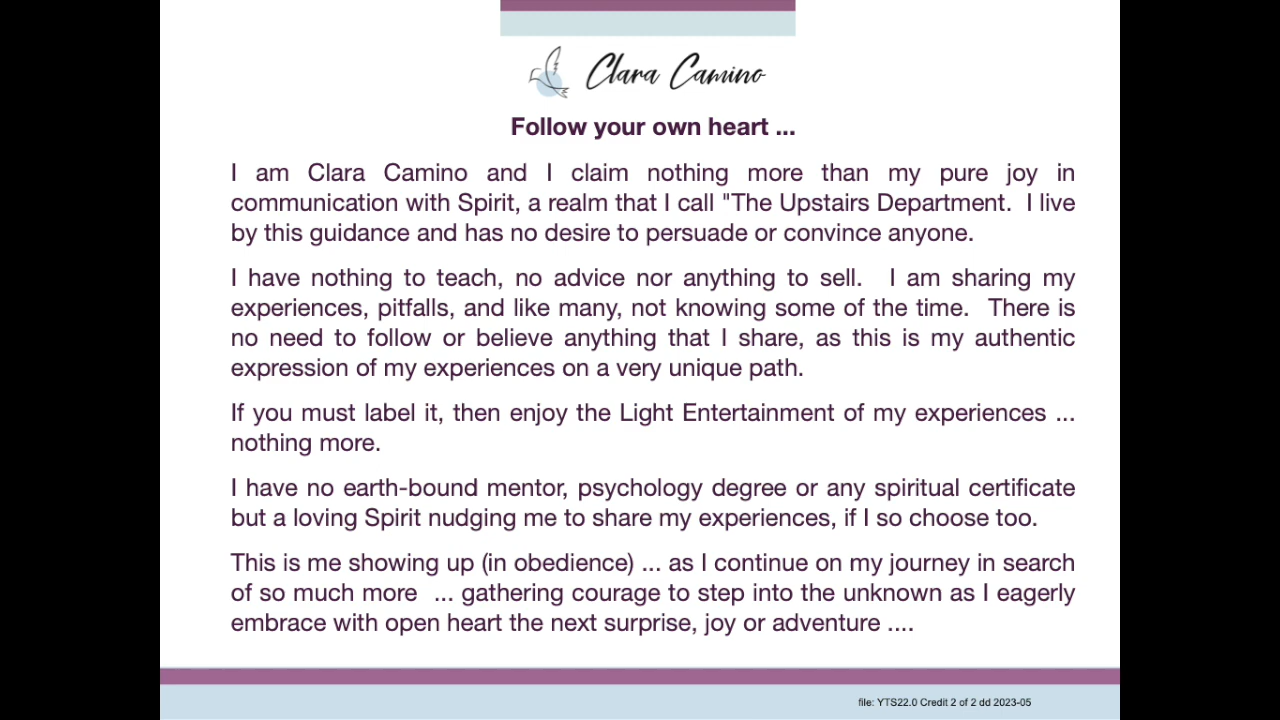 Clara Camino
Follow your own heart ...
I am Clara Camino and I claim nothing more than my pure joy in
communication with Spirit, a realm that I call "The Upstairs Department.  I live
by this guidance and has no desire to persuade or convince anyone.
I have nothing to teach, no advice nor anything to sell.   I am sharing my
experiences, pitfalls, and like many, not knowing some of the time.  There is
no need to follow or believe anything that I share, as this is my authentic
expression of my experiences on a very unique path.
If you must label it, then enjoy the Light Entertainment of my experiences ...
nothing more.
I have no earth-bound mentor, psychology degree or any spiritual certificate
but a loving Spirit nudging me to share my experiences, if I so choose too.
This is me showing up (in obedience) ... as I continue on my journey in search
of so much more  ... gathering courage to step into the unknown as I eagerly
embrace with open heart the next surprise, joy or adventure ....
file: YTS22.0 Credit 2 of 2 dd 2023-05